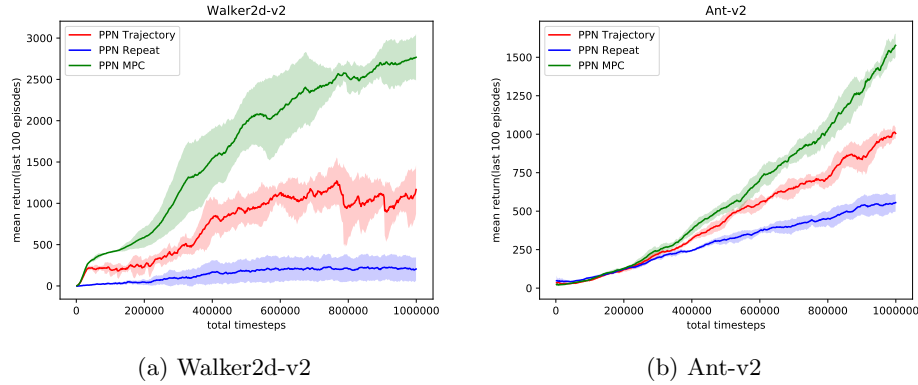 Walker2d-v2
PPN Trajectory
PPN Repeat
PPN MPC
3000
2500
2000
1500
1000
500
0
mean return(last 100 episodes)
0 200000 400000 600000 800000 1000000
total timesteps
(a) Walker2d-v2
Ant-v2
PPN Trajectory
PPN Repeat
PPN MPC
1500
1250
1000
750
500
250
0
mean return(last 100 episodes)
0 200000 400000 600000 800000 1000000
total timesteps
(b) Ant-v2